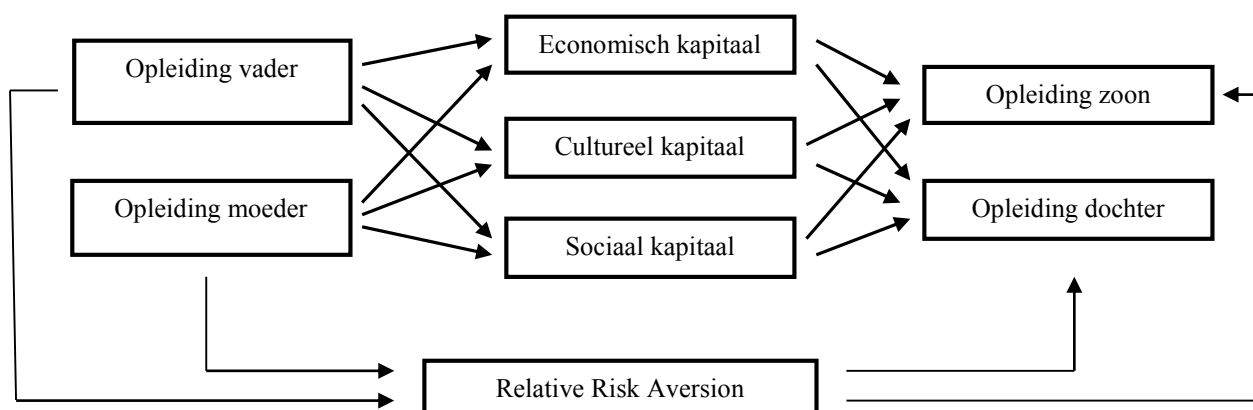 Opleiding vader
Opleiding moeder
Economisch kapitaal
Cultureel kapitaal
Sociaal kapitaal
Opleiding zoon
Opleiding dochter
Relative Risk Aversion